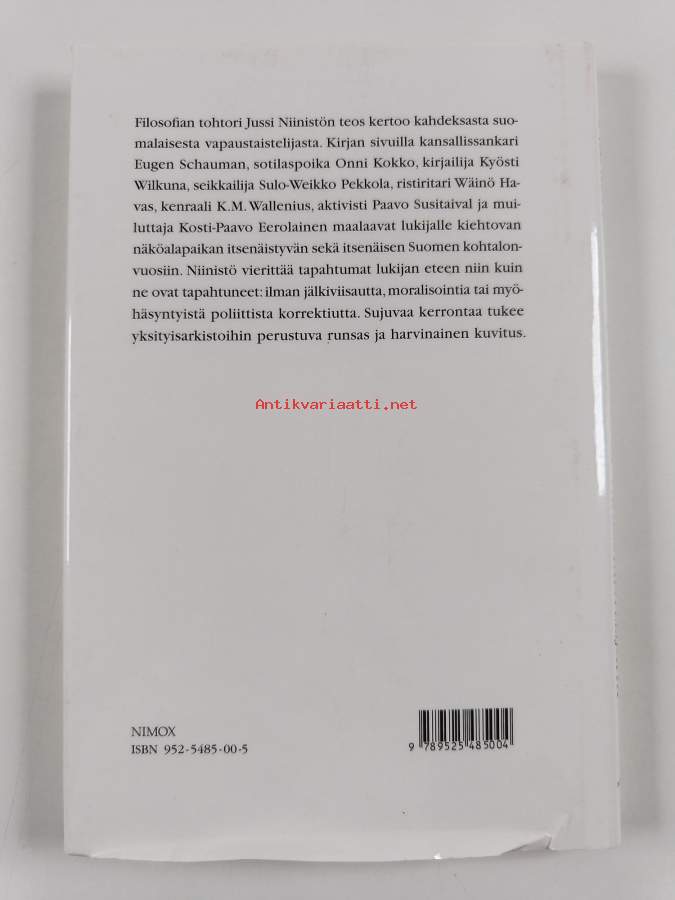 Filosofian tohtori Jussi Niinistön teos kertoo kahdeksasta suo-
malaisesta vapaustaistelijasta. Kirjan sivuilla kansallissankari
Eugen Schauman, sotilaspoika Onni Kokko, kirjailija Kyösti
Wilkuna, seikkailija Sulo-Weikko Pekkola, ristiritari Wäinö Ha-
vas, kenraali K.M. Wallenius, aktivisti Paavo Susitaival ja mui-
luttaja Kosti-Paavo Eerolainen maalaavat lukijalle kiehtovan
näköalapaikan itsenäistyvän sekä itsenäisen Suomen kohtalon-
vuosiin. Niinistö vierittää tapahtumat lukijan eteen niin kuin
ne ovat tapahtuneet: ilman jälkiviisautta, moralisointia tai myö-
häsyntyistä poliittista korrektiutta. Sujuvaa kerrontaa tukee
yksityisarkistoihin perustuva runsas ja harvinainen kuvitus.
Antikvariaatti.net
NIMOX
ISBN 952-5485-00-5
9 789525 485004